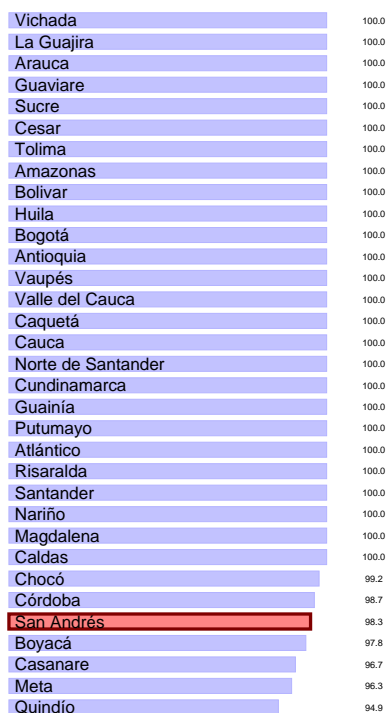 Vichada 100.0
La Guajira 100.0
Arauca 100.0
Guaviare 100.0
Sucre 100.0
Cesar 100.0
Tolima 100.0
Amazonas 100.0
Bolivar 100.0
Huila 100.0
Bogotá 100.0
Antioquia 100.0
Vaupés 100.0
Valle del Cauca 100.0
Caquetá 100.0
Cauca 100.0
Norte de Santander 100.0
Cundinamarca 100.0
Guainía 100.0
Putumayo 100.0
Atlántico 100.0
Risaralda 100.0
Santander 100.0
Nariño 100.0
Magdalena 100.0
Caldas 100.0
Chocó 99.2
Córdoba 98.7
San Andrés 98.3
Boyacá 97.8
Casanare 96.7
Meta 96.3
Quindío 94.9